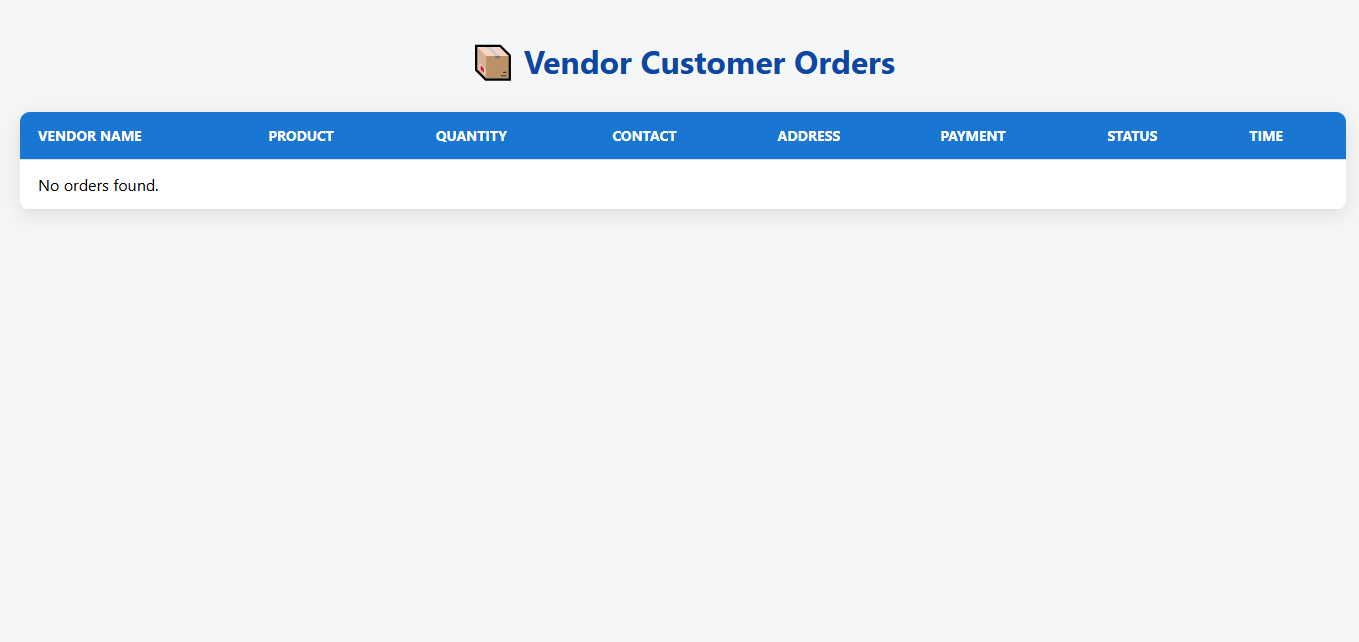 Vendor Customer Orders
VENDOR NAME PRODUCT QUANTITY CONTACT ADDRESS PAYMENT STATUS TIME
No orders found.